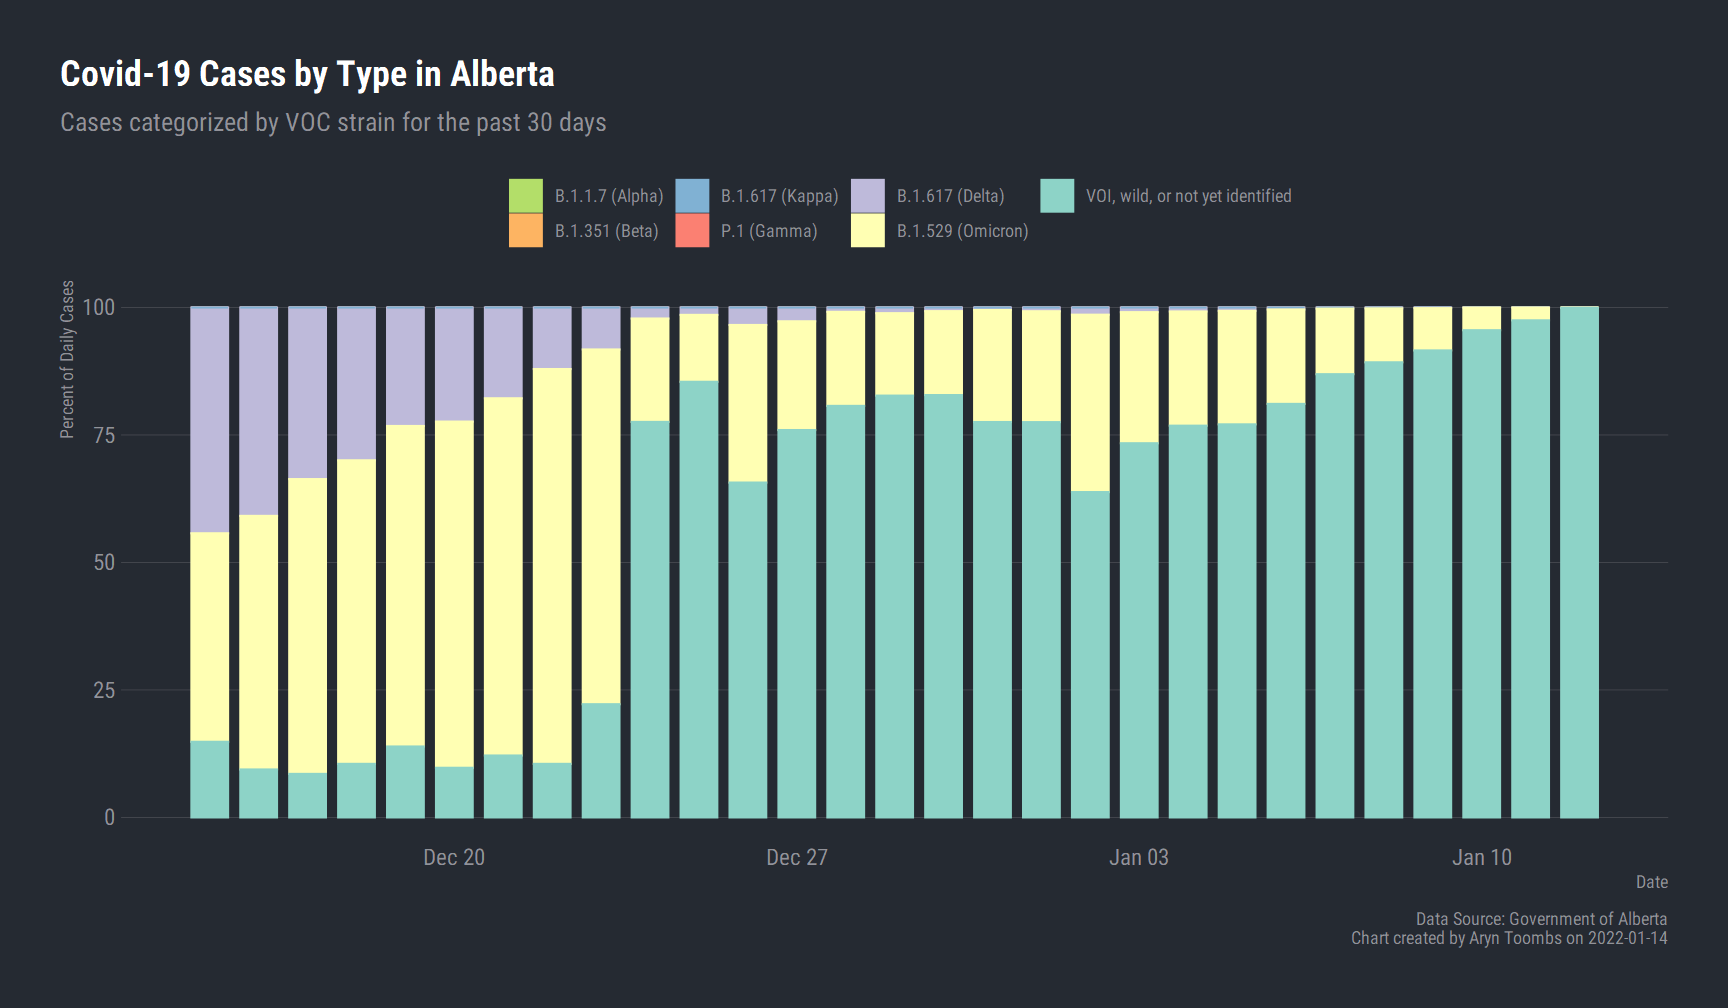 Covid-19 Cases by Type in Alberta
Cases categorized by VOC strain for the past 30 days
B.1.1.7 (Alpha) B.1.617 (Kappa) B.1.617 (Delta) VOI, wild, or not yet identified
B.1.351 (Beta) P.1 (Gamma) B.1.529 (Omicron)
Percent of Daily Cases
100
75
50
25
0
Dec 20 Dec 27 Jan 03 Jan 10
Date
Data Source: Government of Alberta
Chart created by Aryn Toombs on 2022-01-14